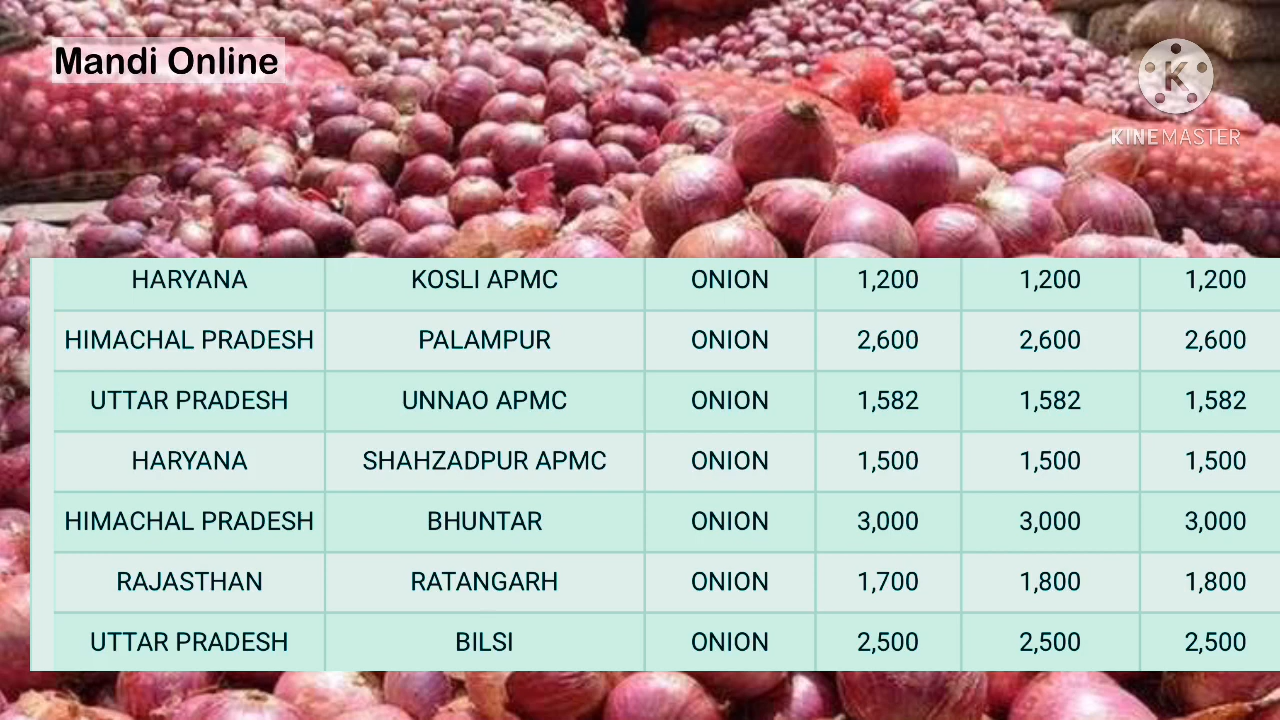 Mandi Online
K
KINEMASTER
HARYANA KOSLI APMC ONION 1,200 1,200 1,200
HIMACHAL PRADESH PALAMPUR ONION 2,600 2,600 2,600
UTTAR PRADESH UNNAO APMC ONION 1,582 1,582 1,582
HARYANA SHAHZADPUR APMC ONION 1,500 1,500 1,500
HIMACHAL PRADESH BHUNTAR ONION 3,000 3,000 3,000
RAJASTHAN RATANGARH ONION 1,700 1,800 1,800
UTTAR PRADESH BILSI ONION 2,500 2,500 2,500